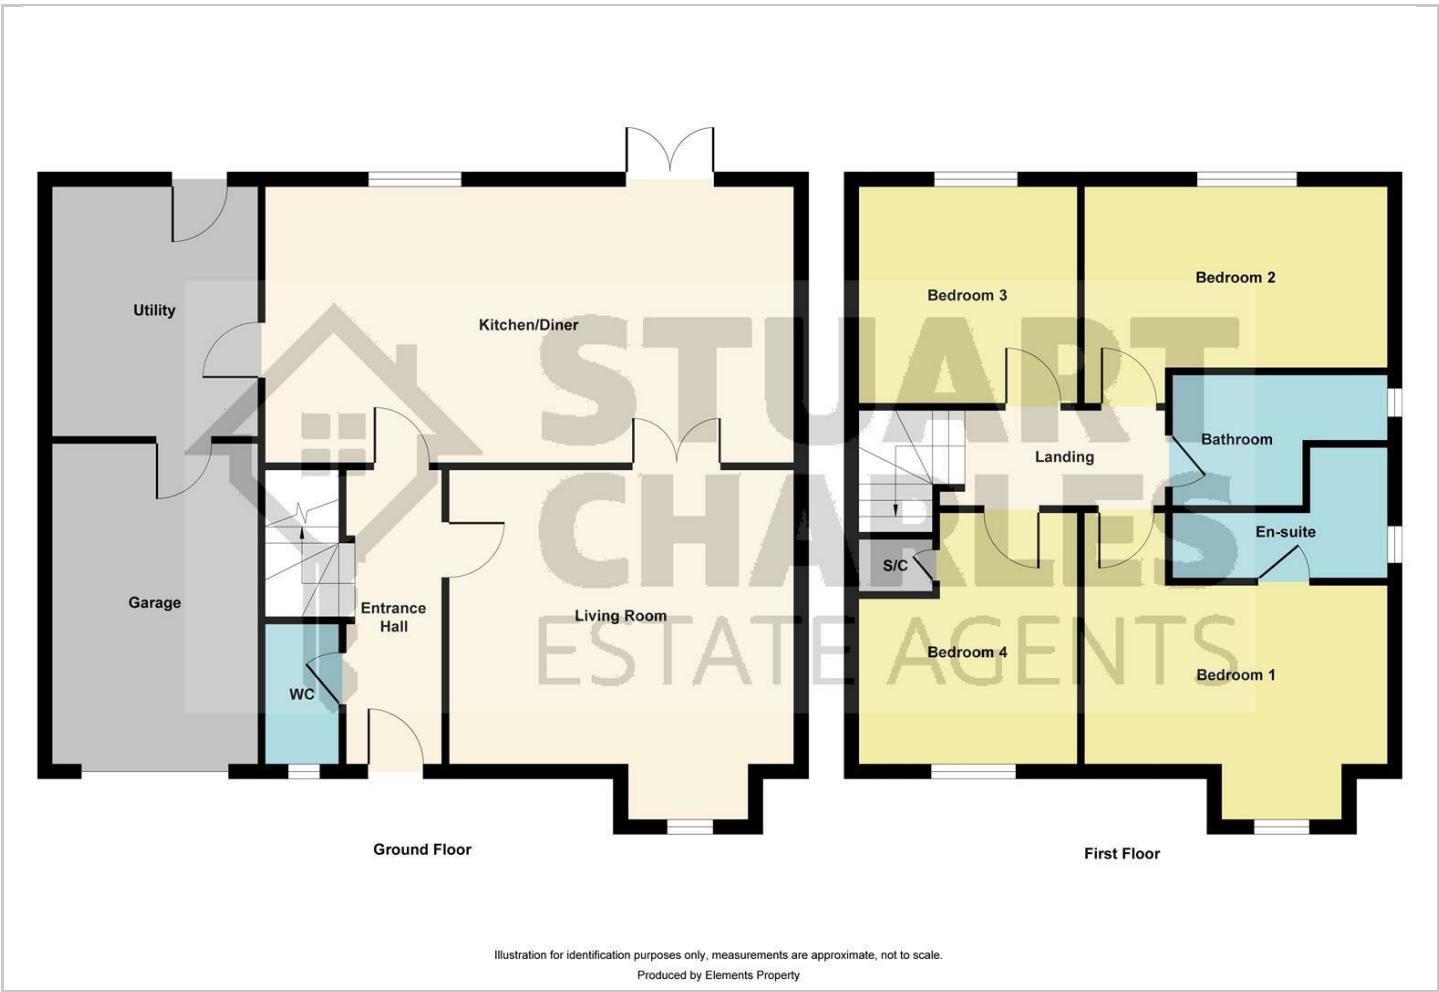 Utility
Kitchen/Diner
Garage
Entrance
Hall
Living Room
WC
Ground Floor
Bedroom 3
Bedroom 2
Bathroom
Landing
En-suite
S/C
Bedroom 4
Bedroom 1
First Floor
STUART
CHARLES
ESTATE AGENTS
Illustration for identification purposes only, measurements are approximate, not to scale.
Produced by Elements Property